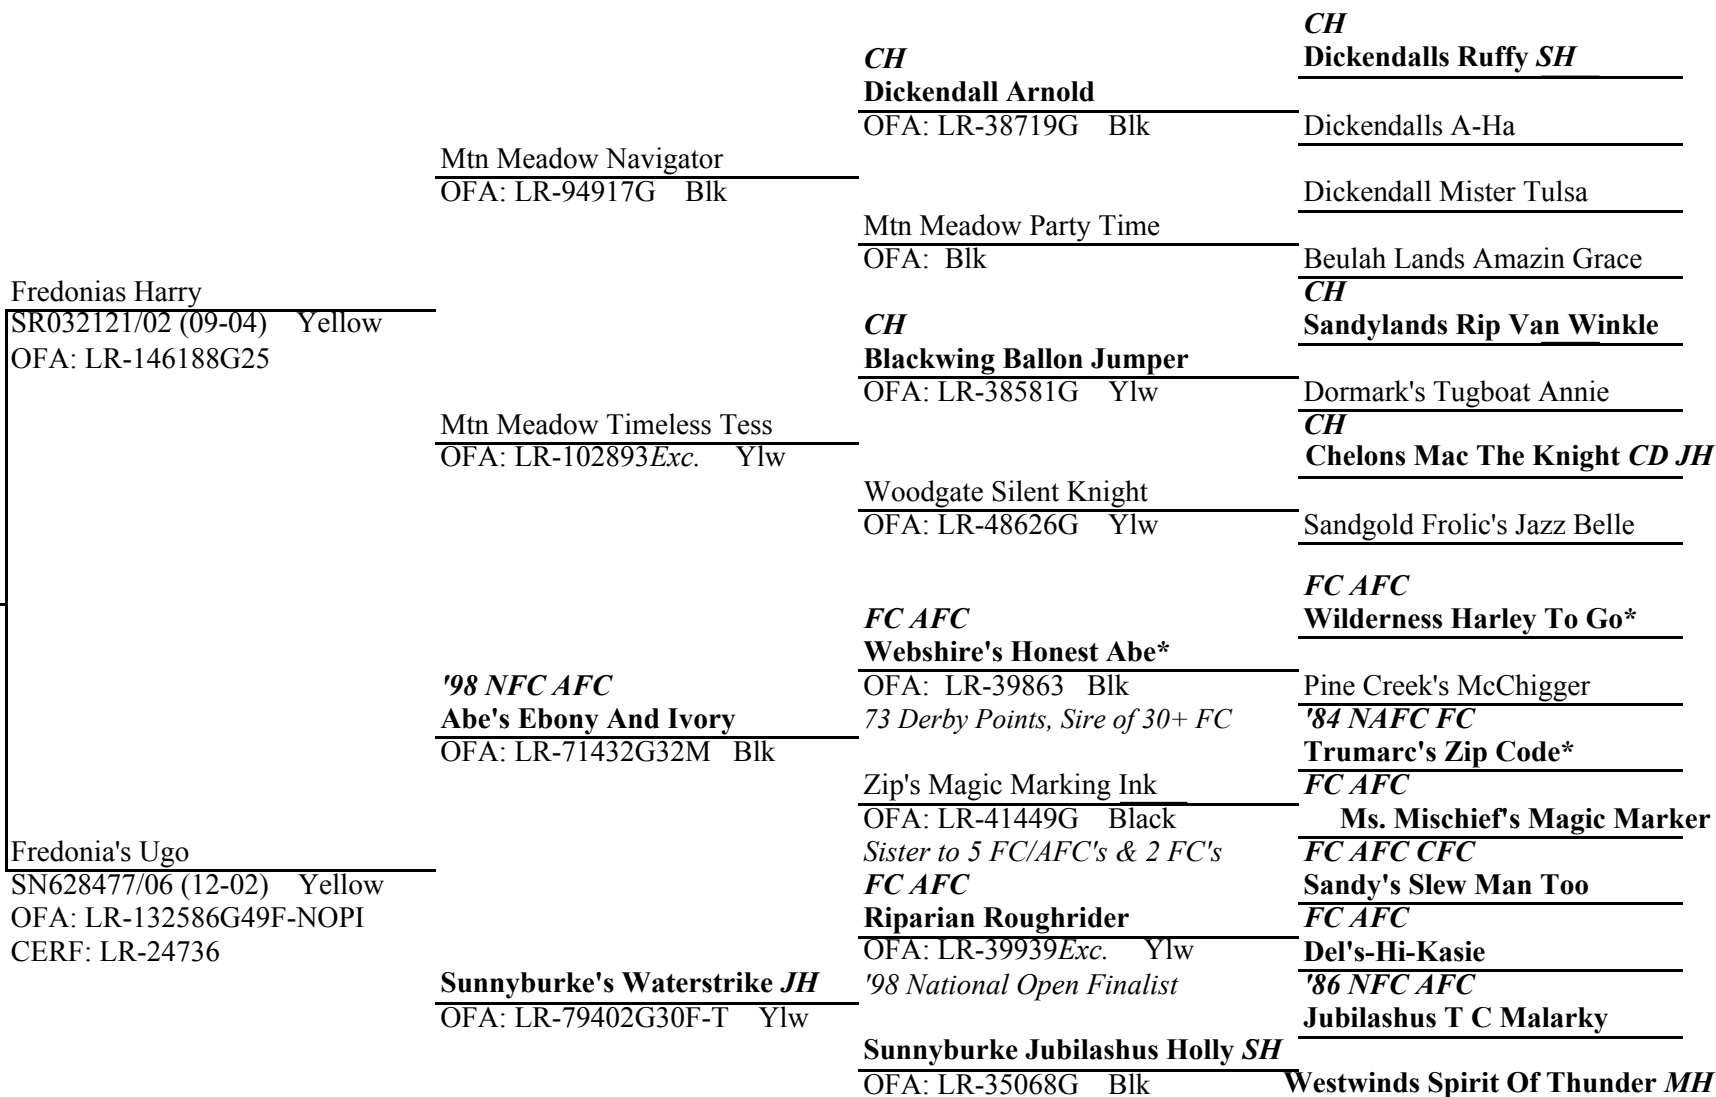 Fredonias Harry
SR032121/02 (09-04) Yellow
OFA: LR-146188G25
Fredonia's Ugo
SN628477/06 (12-02) Yellow
OFA: LR-132586G49F-NOPI
CERF: LR-24736
Mtn Meadow Navigator
OFA: LR-94917G Blk
Mtn Meadow Timeless Tess
OFA: LR-102893Exc. Ylw
'98 NFC AFC
Abe's Ebony And Ivory
OFA: LR-71432G32M Blk
Sunnyburke's Waterstrike JH
OFA: LR-79402G30F-T Ylw
CH
Dickendall Arnold
OFA: LR-38719G Blk
Mtn Meadow Party Time
OFA: Blk
CH
Blackwing Ballon Jumper
OFA: LR-38581G Ylw
Woodgate Silent Knight
OFA: LR-48626G Ylw
FC AFC
Webshire's Honest Abe*
OFA: LR-39863 Blk
73 Derby Points, Sire of 30+ FC
Zip's Magic Marking Ink
OFA: LR-41449G Black
Sister to 5 FC/AFC's & 2 FC's
FC AFC
Riparian Roughrider
OFA: LR-39939Exc. Ylw
'98 National Open Finalist
Sunnyburke Jubilashus Holly SH
OFA: LR-35068G Blk
CH
Dickendalls Ruffy SH
Dickendalls A-Ha
Dickendall Mister Tulsa
Beulah Lands Amazin Grace
CH
Sandylands Rip Van Winkle
Dormark's Tugboat Annie
CH
Chelons Mac The Knight CD JH
Sandgold Frolic's Jazz Belle
FC AFC
Wilderness Harley To Go*
Pine Creek's McChigger
'84 NAFC FC
Trumarc's Zip Code*
FC AFC
Ms. Mischief's Magic Marker
FC AFC CFC
Sandy's Slew Man Too
FC AFC
Del's-Hi-Kasie
'86 NFC AFC
Jubilashus T C Malarky
Westwinds Spirit Of Thunder MH